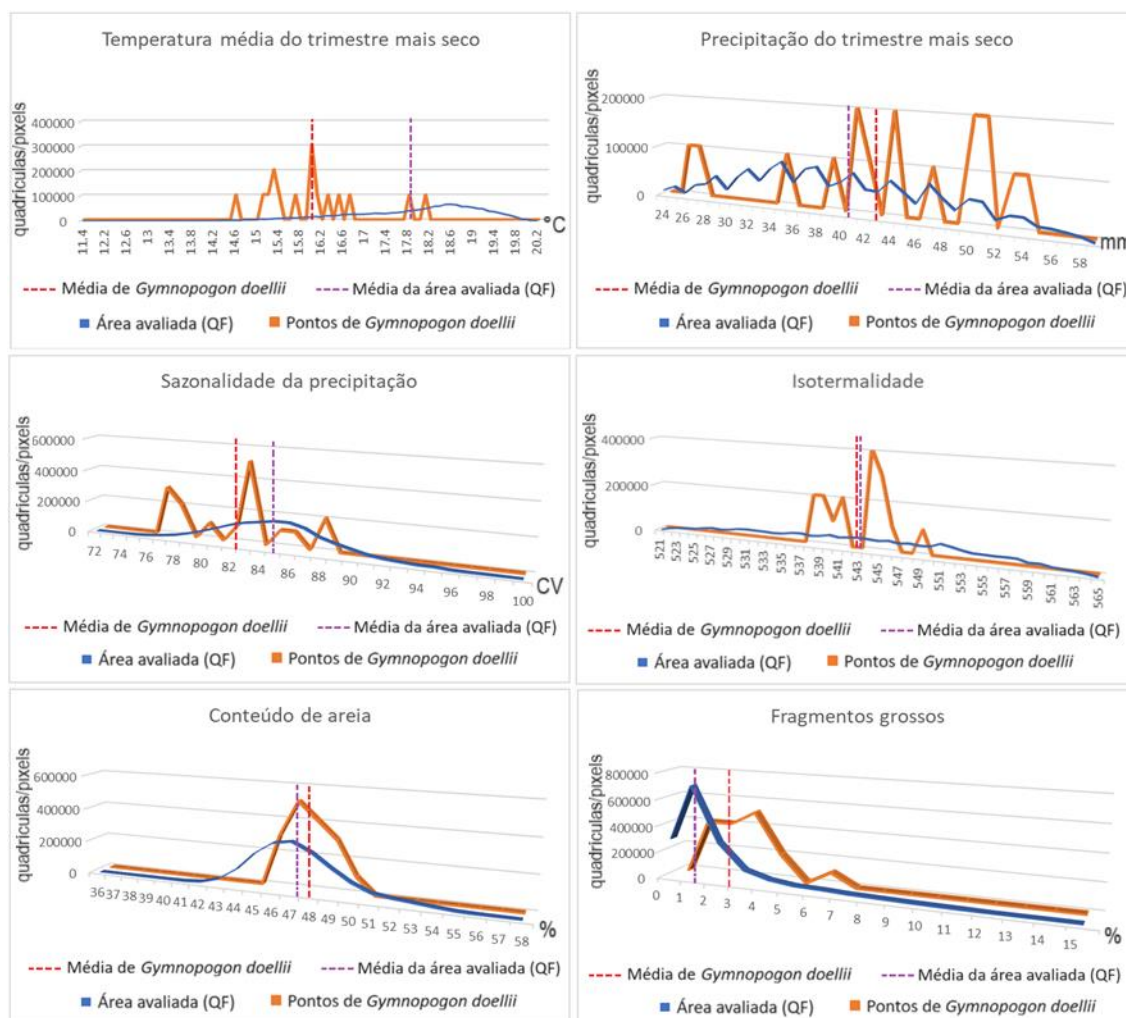 Temperatura média do trimestre mais seco
quadriculas/pixels
400000
300000
200000
100000
0
11.4 12.2 12.6 13 13.4 13.8 14.2 14.6 15 15.4 15.8 16.2 16.6 17 17.4 17.8 18.2 18.6 19 19.4 19.8 20.2
°C
Média de Gymnopogon doellii Média da área avaliada (QF)
Área avaliada (QF) Pontos de Gymnopogon doellii
Precipitação do trimestre mais seco
quadriculas/pixels
200000
100000
0
24 26 28 30 32 34 36 38 40 42 44 46 48 50 52 54 56 58
mm
Média de Gymnopogon doellii Média da área avaliada (QF)
Área avaliada (QF) Pontos de Gymnopogon doellii
Sazonalidade da precipitação
quadriculas/pixels
600000
400000
200000
0
72 74 76 78 80 82 84 86 88 90 92 94 96 98 100
CV
Média de Gymnopogon doellii Média da área avaliada (QF)
Área avaliada (QF) Pontos de Gymnopogon doellii
Isotermalidade
quadriculas/pixels
400000
200000
0
521 523 525 527 529 531 533 535 537 539 541 543 545 547 549 551 553 555 557 559 561 563 565
Média de Gymnopogon doellii Média da área avaliada (QF)
Área avaliada (QF) Pontos de Gymnopogon doellii
Conteúdo de areia
quadriculas/pixels
600000
400000
200000
0
36 37 38 39 40 41 42 43 44 45 46 47 48 49 50 51 52 53 54 55 56 57 58
%
Média de Gymnopogon doellii Média da área avaliada (QF)
Área avaliada (QF) Pontos de Gymnopogon doellii
Fragmentos grossos
quadriculas/pixels
800000
600000
400000
200000
0
0 1 2 3 4 5 6 7 8 9 10 11 12 13 14 15
%
Média de Gymnopogon doellii Média da área avaliada (QF)
Área avaliada (QF) Pontos de Gymnopogon doellii